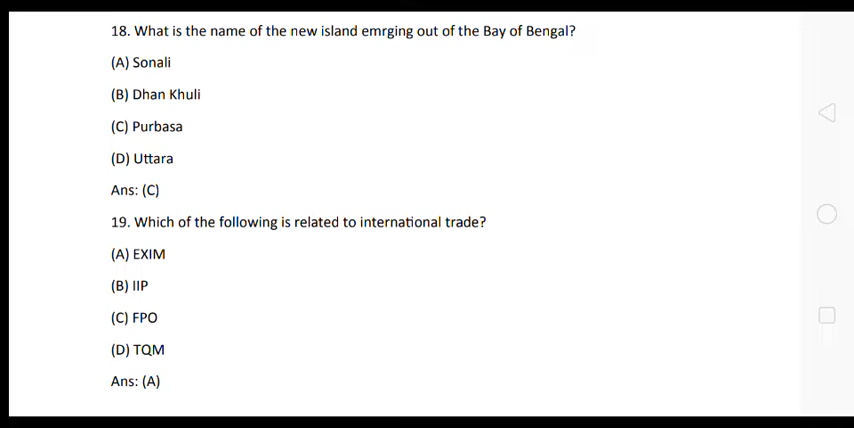 18. What is the name of the new island emrging out of the Bay of Bengal?
(A) Sonali
(B) Dhan Khuli
(C) Purbasa
(D) Uttara
Ans: (C)
19. Which of the following is related to international trade?
(A) EXIM
(B) IIP
(C) FPO
(D) TQM
Ans: (A)